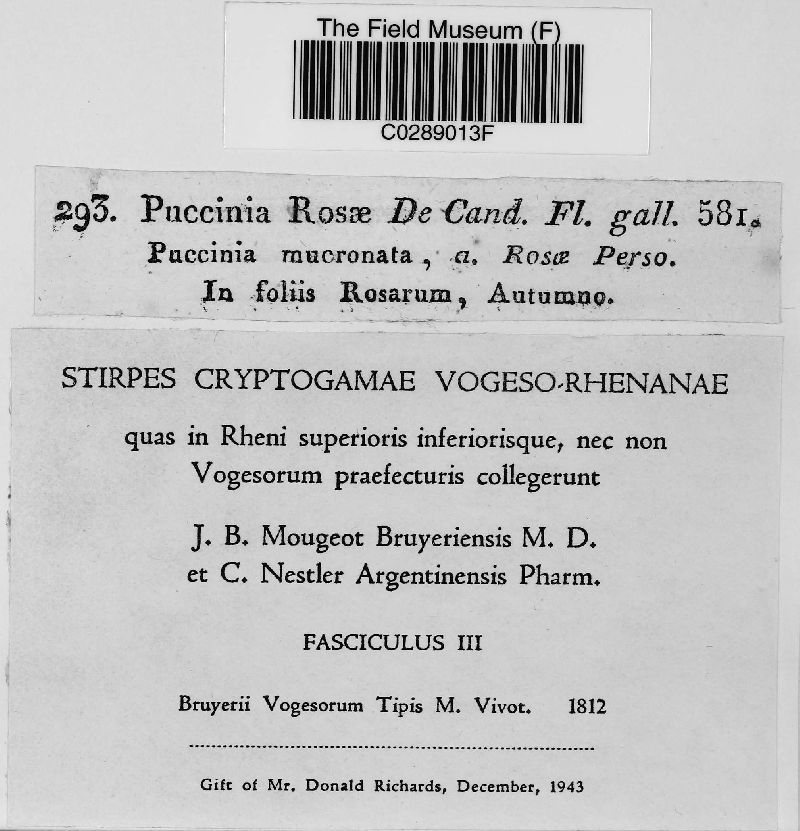 The Field Museum (F)
C0289013F
293. Puccinia Rosæ De Cand. Fl. gall. 581.
Puccinia mucronata, a. Rosæ Perso.
In foliis Rosarum, Autumno.
STIRPES CRYPTOGAMAE VOGESO-RHENANAE
quas in Rheni superioris inferiorisque, nec non
Vogesorum praefecturis collegerunt
J. B. Mougeot Bruyeriensis M. D.
et C. Nestler Argentinensis Pharm.
FASCICULUS III
Bruyerii Vogesorum Tipis M. Vivot. 1812
Gift of Mr. Donald Richards, December, 1943